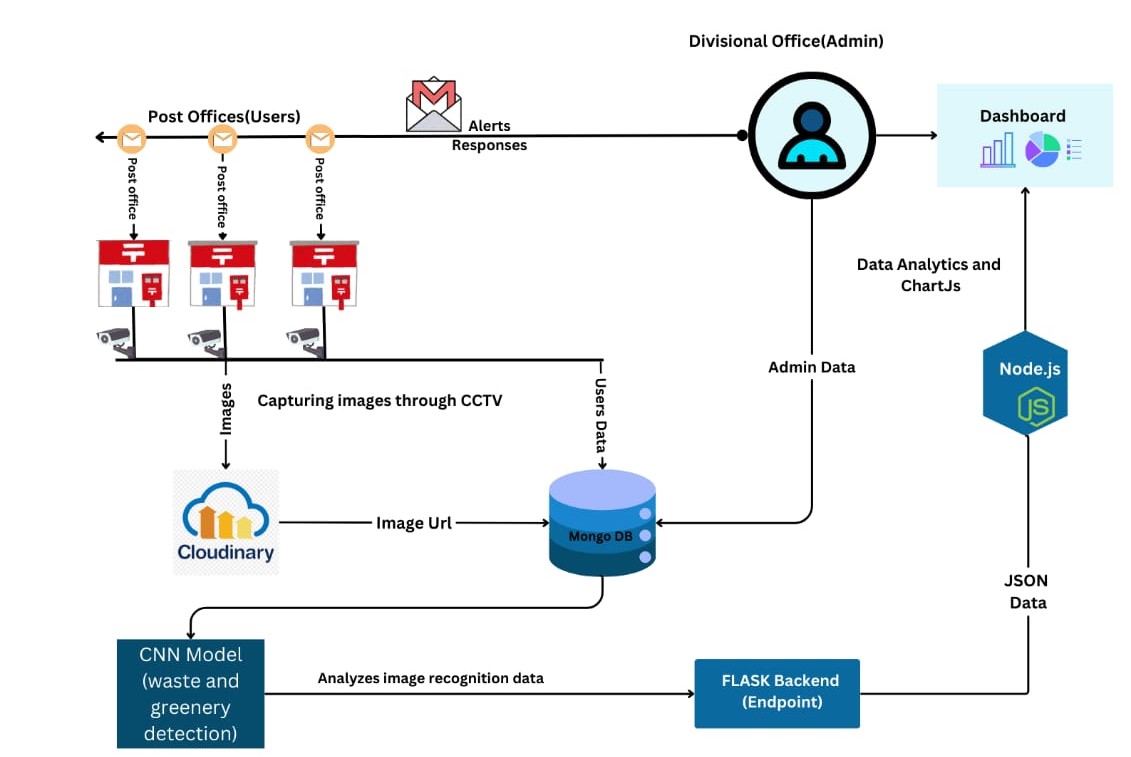 Divisional Office(Admin)
Post Offices(Users)
Alerts
Responses
Dashboard
Post office
Post office
Post office
Data Analytics and
ChartJs
Admin Data
Node.js
JS
Images
Capturing images through CCTV
Users Data
Cloudinary
Image Url
Mongo DB
JSON
Data
CNN Model
(waste and
greenery
detection)
Analyzes image recognition data
FLASK Backend
(Endpoint)